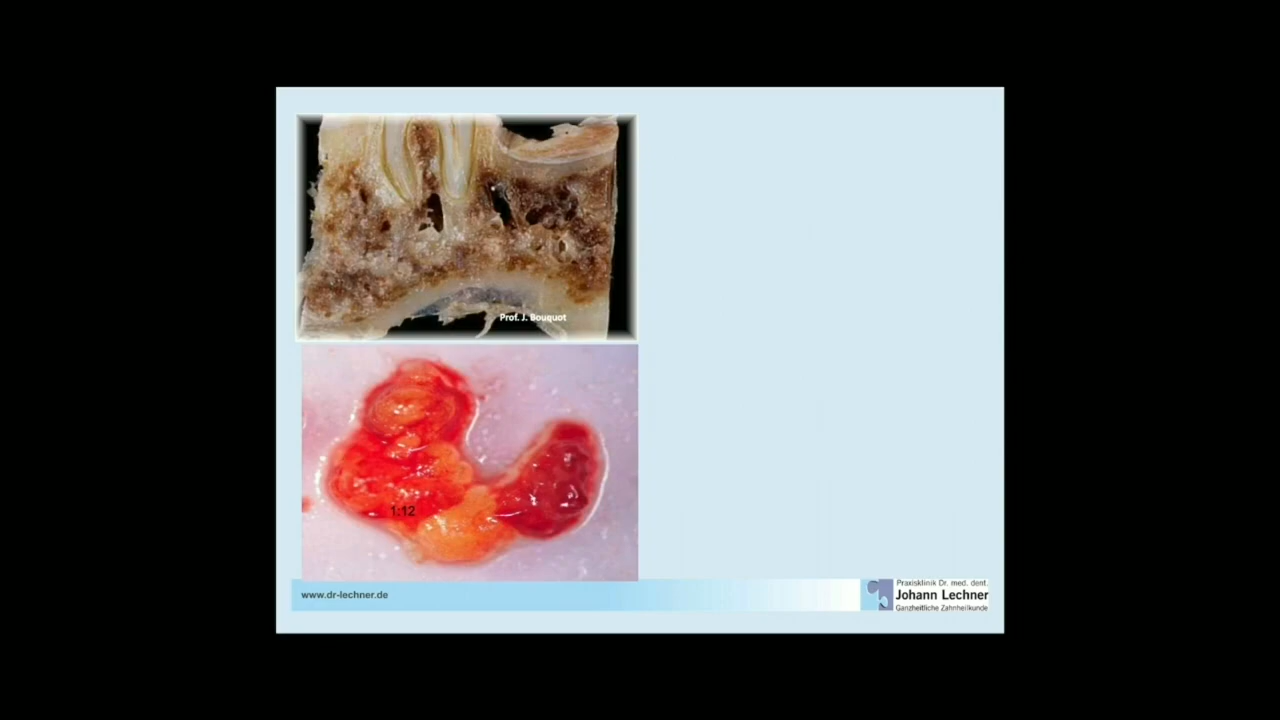 Prof. J. Bouquot
1:12
www.dr-lechner.de
Praxisklinik Dr. med. dent.
Johann Lechner
Ganzheitliche Zahnheilkunde